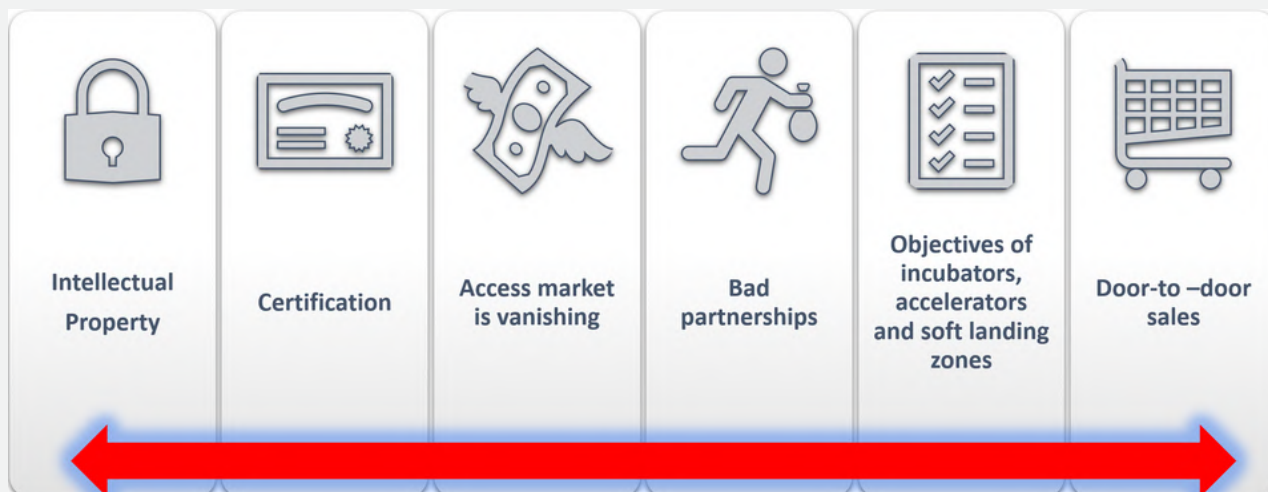 Intellectual
Property
Certification
Access market
is vanishing
Bad
partnerships
Objectives of
incubators,
accelerators
and soft landing
zones
Door-to –door
sales